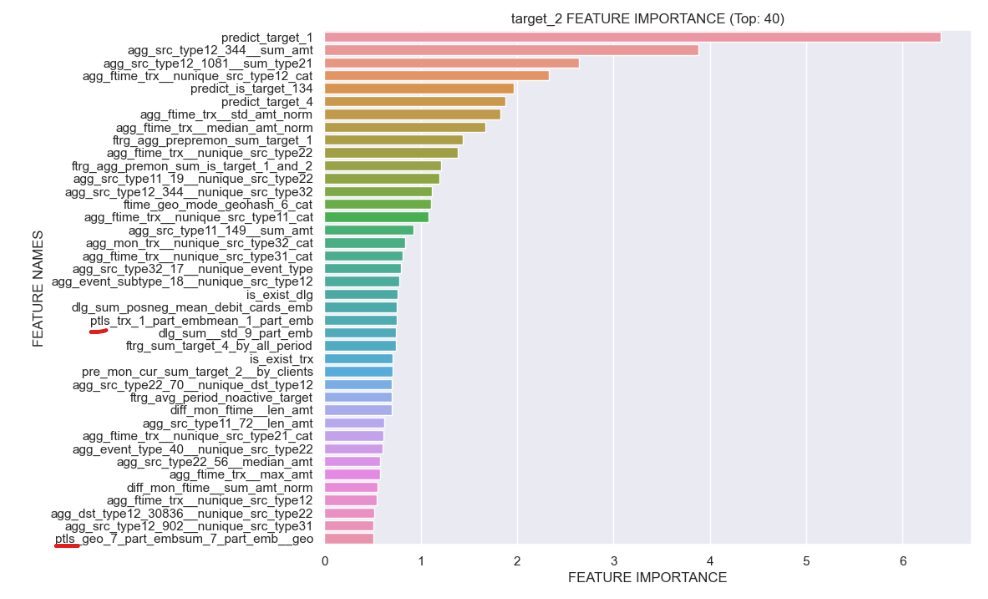 target_2 FEATURE IMPORTANCE (Top: 40)
predict_target_1
agg_src_type12_344__sum_amt
agg_src_type12_1081__sum_type21
agg_ftime_trx__nunique_src_type12_cat
predict_is_target_134
predict_target_4
agg_ftime_trx__std_amt_norm
agg_ftime_trx__median_amt_norm
ftrg_agg_prepremon_sum_target_1
agg_ftime_trx__nunique_src_type22
ftrg_agg_premon_sum_is_target_1_and_2
agg_src_type11_19__nunique_src_type22
agg_src_type12_344__nunique_src_type32
ftime_geo_mode_geohash_6_cat
agg_ftime_trx__nunique_src_type11_cat
agg_src_type11_149__sum_amt
agg_mon_trx__nunique_src_type32_cat
agg_ftime_trx__nunique_src_type31_cat
agg_src_type32_17__nunique_event_type
agg_event_subtype_18__nunique_src_type12
is_exist_dlg
dlg_sum_posneg_mean_debit_cards_emb
ptls_trx_1_part_embmean_1_part_emb
dlg_sum__std_9_part_emb
ftrg_sum_target_4_by_all_period
is_exist_trx
pre_mon_cur_sum_target_2__by_clients
agg_src_type22_70__nunique_dst_type12
ftrg_avg_period_noactive_target
diff_mon_ftime__len_amt
agg_src_type11_72__len_amt
agg_ftime_trx__nunique_src_type21_cat
agg_event_type_40__nunique_src_type22
agg_src_type22_56__median_amt
agg_ftime_trx__max_amt
diff_mon_ftime__sum_amt_norm
agg_ftime_trx__nunique_src_type12
agg_dst_type12_30836__nunique_src_type22
agg_src_type12_902__nunique_src_type31
ptls_geo_7_part_embsum_7_part_emb__geo
FEATURE NAMES
0 1 2 3 4 5 6
FEATURE IMPORTANCE